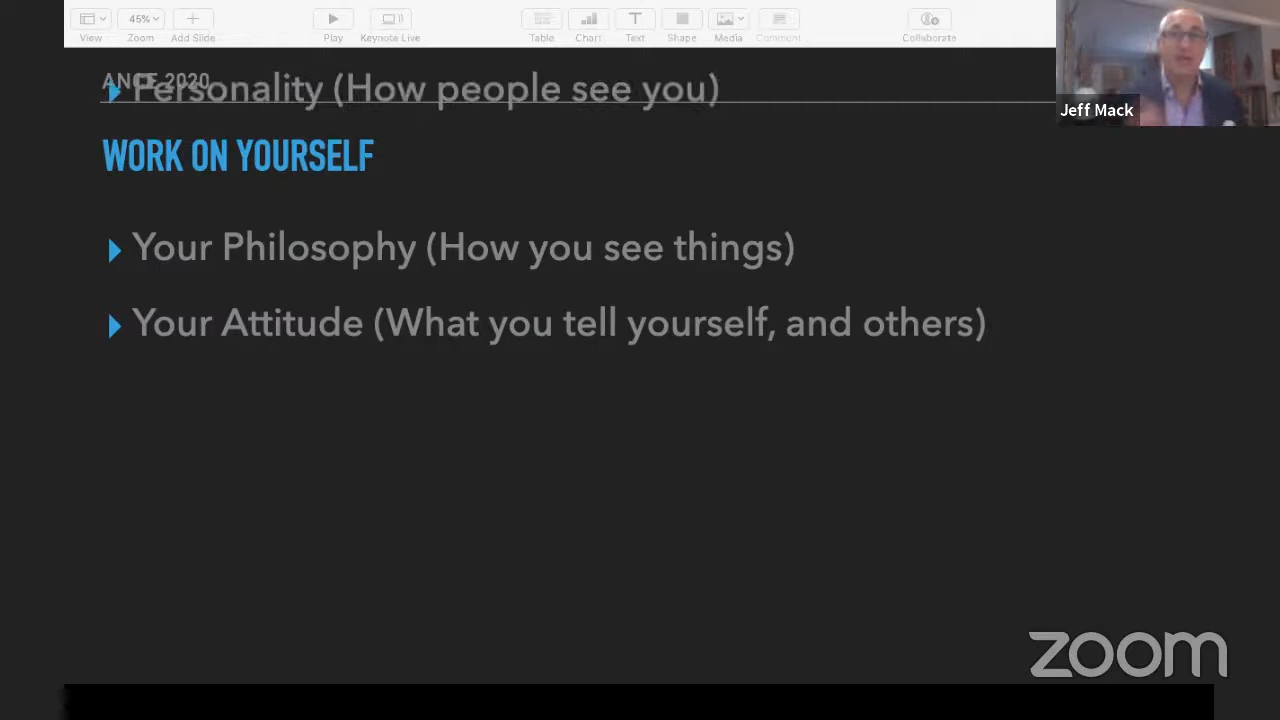 45%
View Zoom Add Slide Play Keynote Live Table Chart Text Shape Media Comment Collaborate
Jeff Mack
ANCE 2020
Personality (How people see you)
WORK ON YOURSELF
Your Philosophy (How you see things)
Your Attitude (What you tell yourself, and others)
zoom